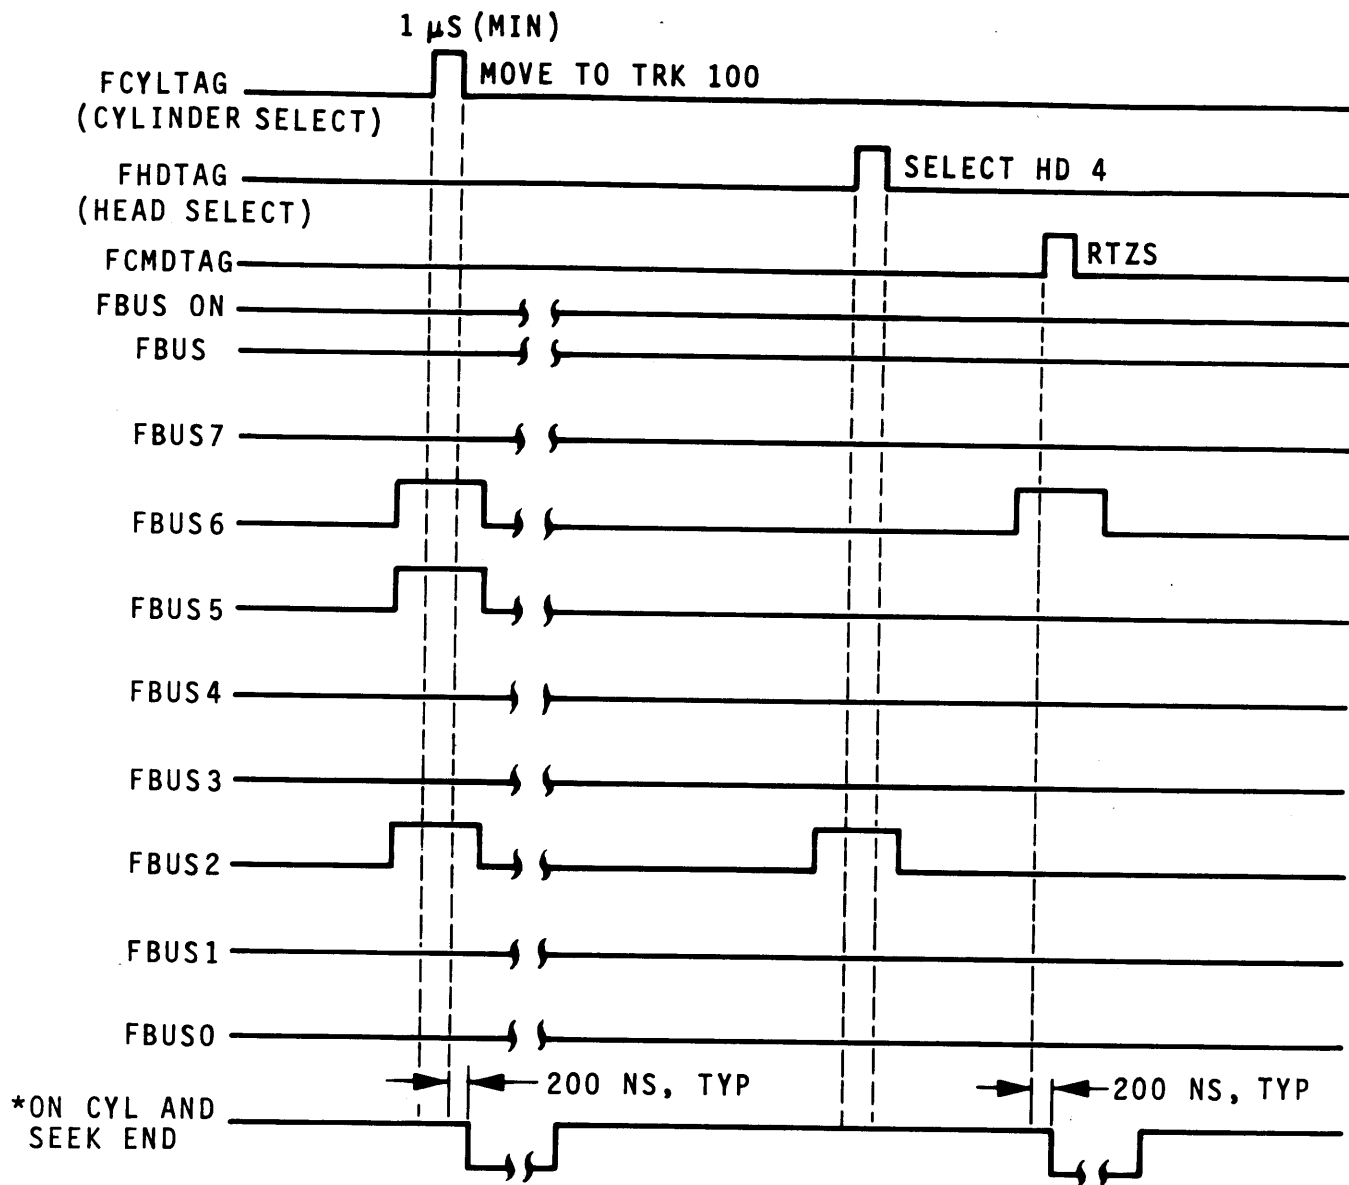 1 µS (MIN)
FCYLTAG
MOVE TO TRK 100
(CYLINDER SELECT)
FHDTAG
SELECT HD 4
(HEAD SELECT)
FCMDTAG
RTZS
FBUS ON
FBUS
FBUS7
FBUS6
FBUS5
FBUS4
FBUS3
FBUS2
FBUS1
FBUS0
200 NS, TYP
200 NS, TYP
*ON CYL AND
SEEK END